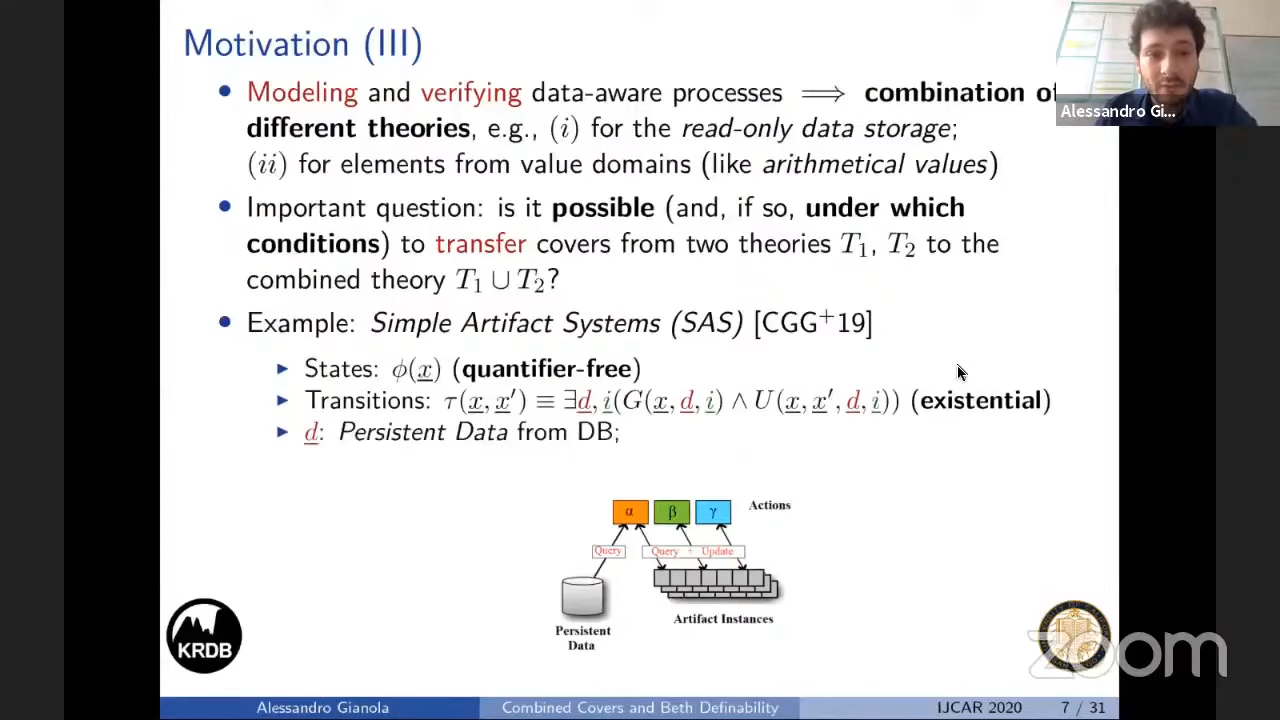 Motivation (III)
• Modeling and verifying data-aware processes ⟹ combination of
different theories, e.g., (i) for the read-only data storage;
(ii) for elements from value domains (like arithmetical values)
• Important question: is it possible (and, if so, under which
conditions) to transfer covers from two theories T₁, T₂ to the
combined theory T₁ ∪ T₂?
• Example: Simple Artifact Systems (SAS) [CGG⁺19]
▶ States: ϕ(x) (quantifier-free)
▶ Transitions: τ(x, x′) ≡ ∃d, i(G(x, d, i) ∧ U(x, x′, d, i)) (existential)
▶ d: Persistent Data from DB;
α β γ Actions
Query Query + Update
Persistent
Data
Artifact Instances
KRDB
zoom
Alessandro Gi...
Alessandro Gianola Combined Covers and Beth Definability IJCAR 2020 7 / 31